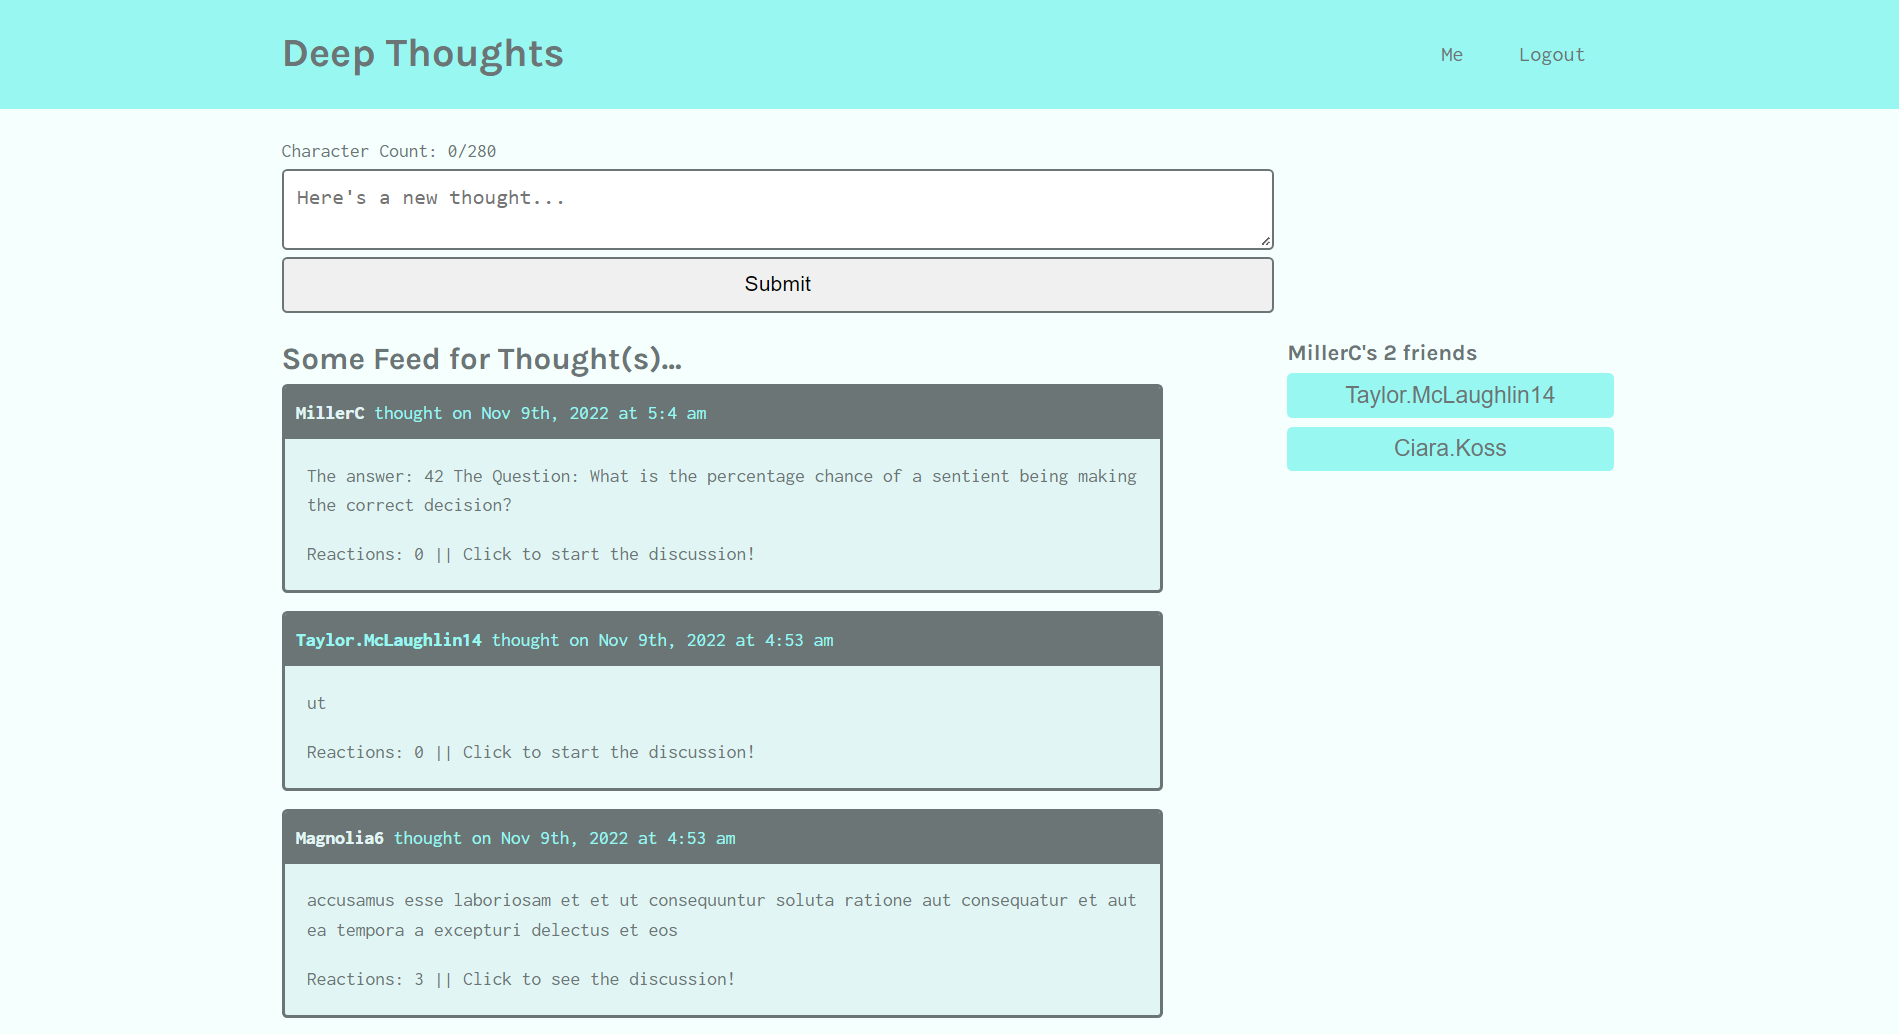 Deep Thoughts
Me
Logout
Character Count: 0/280
Here's a new thought...
Submit
Some Feed for Thought(s)...
MillerC thought on Nov 9th, 2022 at 5:4 am
The answer: 42 The Question: What is the percentage chance of a sentient being making
the correct decision?
Reactions: 0 || Click to start the discussion!
Taylor.McLaughlin14 thought on Nov 9th, 2022 at 4:53 am
ut
Reactions: 0 || Click to start the discussion!
Magnolia6 thought on Nov 9th, 2022 at 4:53 am
accusamus esse laboriosam et et ut consequuntur soluta ratione aut consequatur et aut
ea tempora a excepturi delectus et eos
Reactions: 3 || Click to see the discussion!
MillerC's 2 friends
Taylor.McLaughlin14
Ciara.Koss